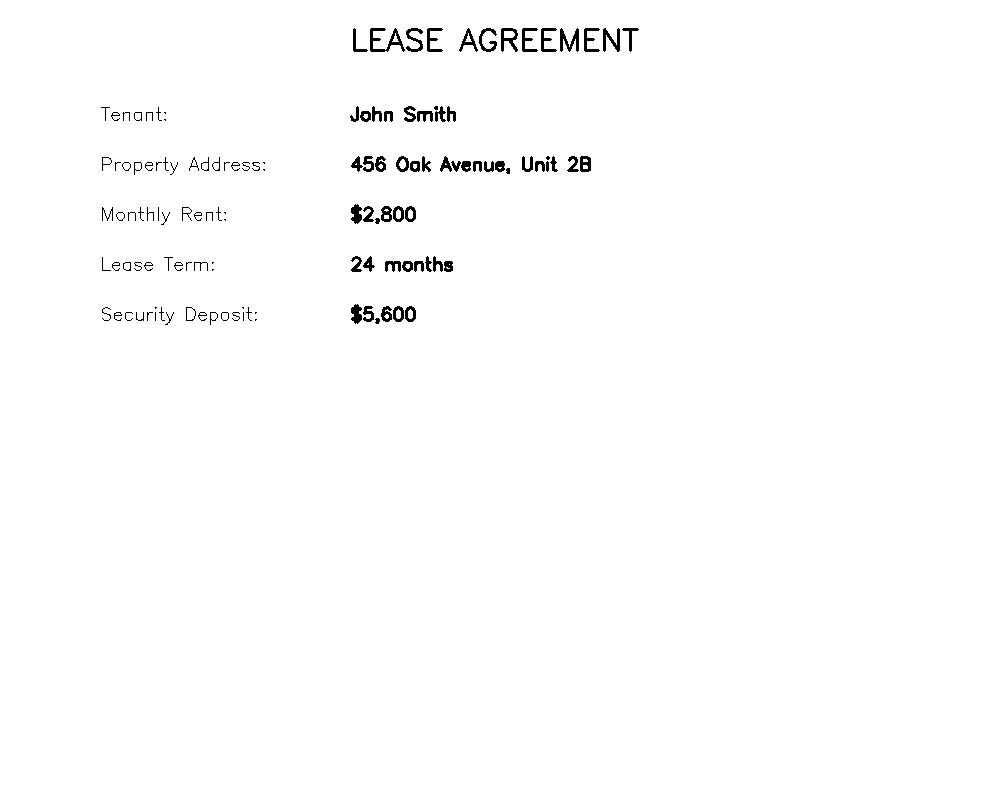 LEASE AGREEMENT
Tenant: John Smith
Property Address: 456 Oak Avenue, Unit 2B
Monthly Rent: $2,800
Lease Term: 24 months
Security Deposit: $5,600